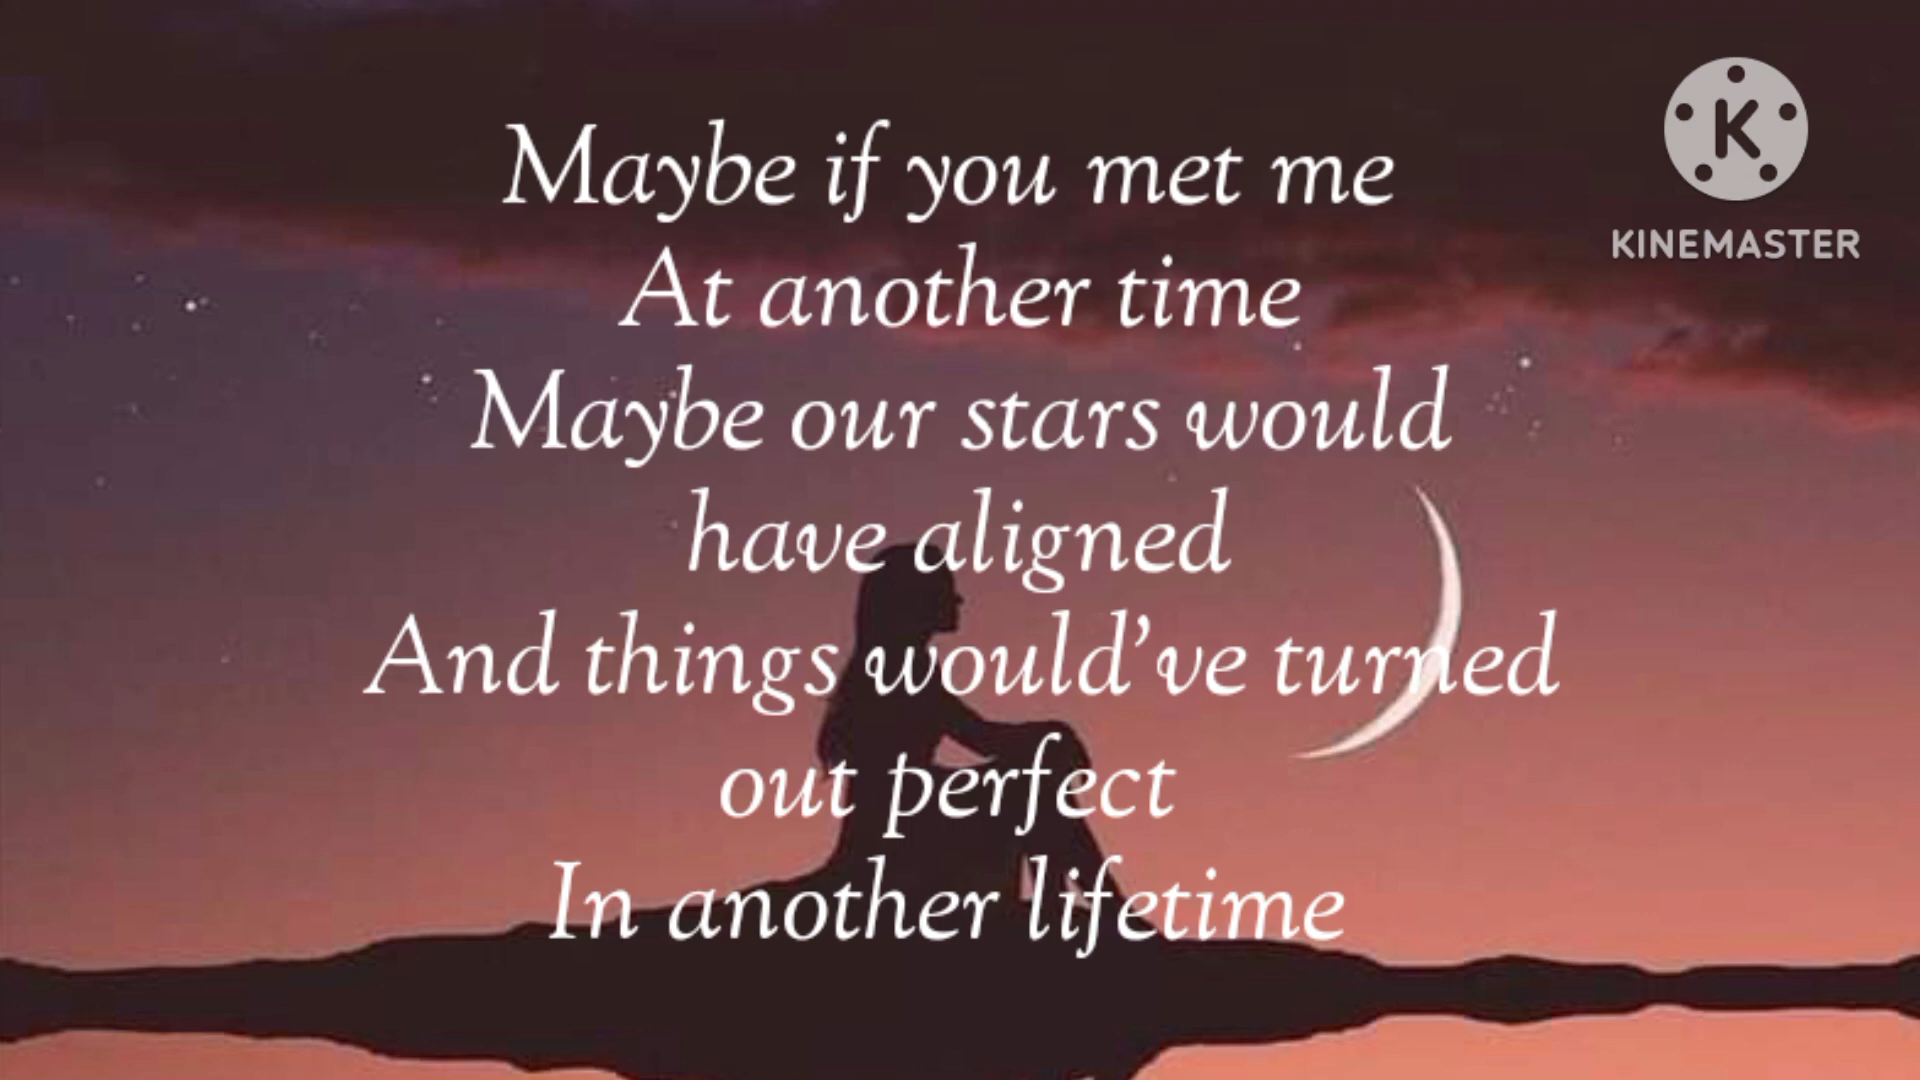 Maybe if you met me
At another time
Maybe our stars would
have aligned
And things would’ve turned
out perfect
In another lifetime
K
KINEMASTER